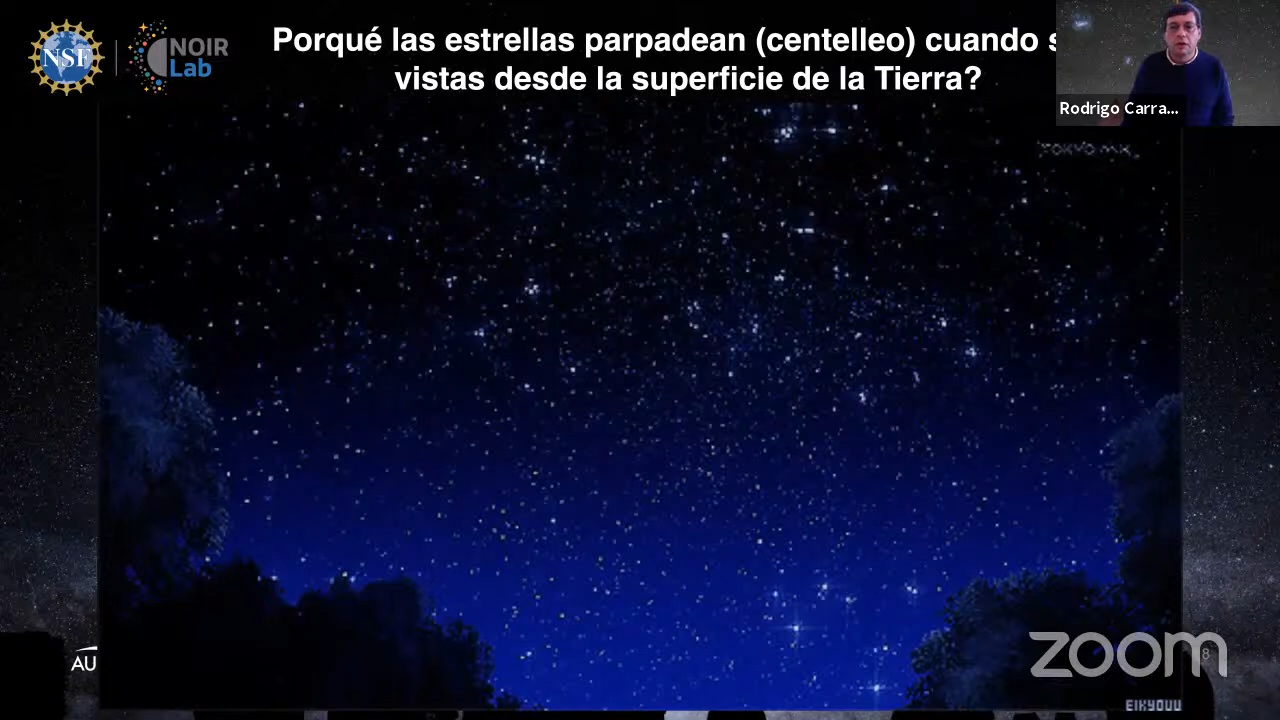 NSF
NOIR
Lab
Porqué las estrellas parpadean (centelleo) cuando s
vistas desde la superficie de la Tierra?
Rodrigo Carra...
AU
zoom
8
EIKYOUU